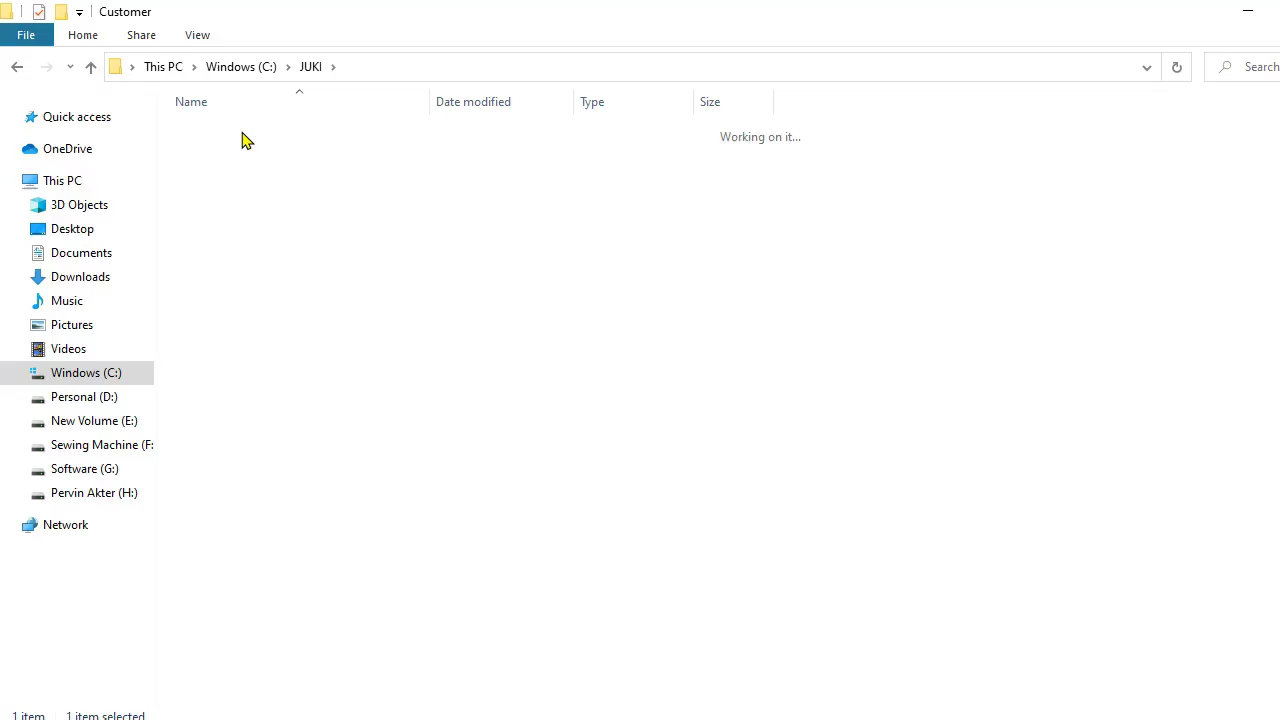 Customer
File Home Share View
This PC Windows (C:) JUKI
Search
Name Date modified Type Size
Working on it...
Quick access
OneDrive
This PC
3D Objects
Desktop
Documents
Downloads
Music
Pictures
Videos
Windows (C:)
Personal (D:)
New Volume (E:)
Sewing Machine (F:
Software (G:)
Pervin Akter (H:)
Network
1 item 1 item selected